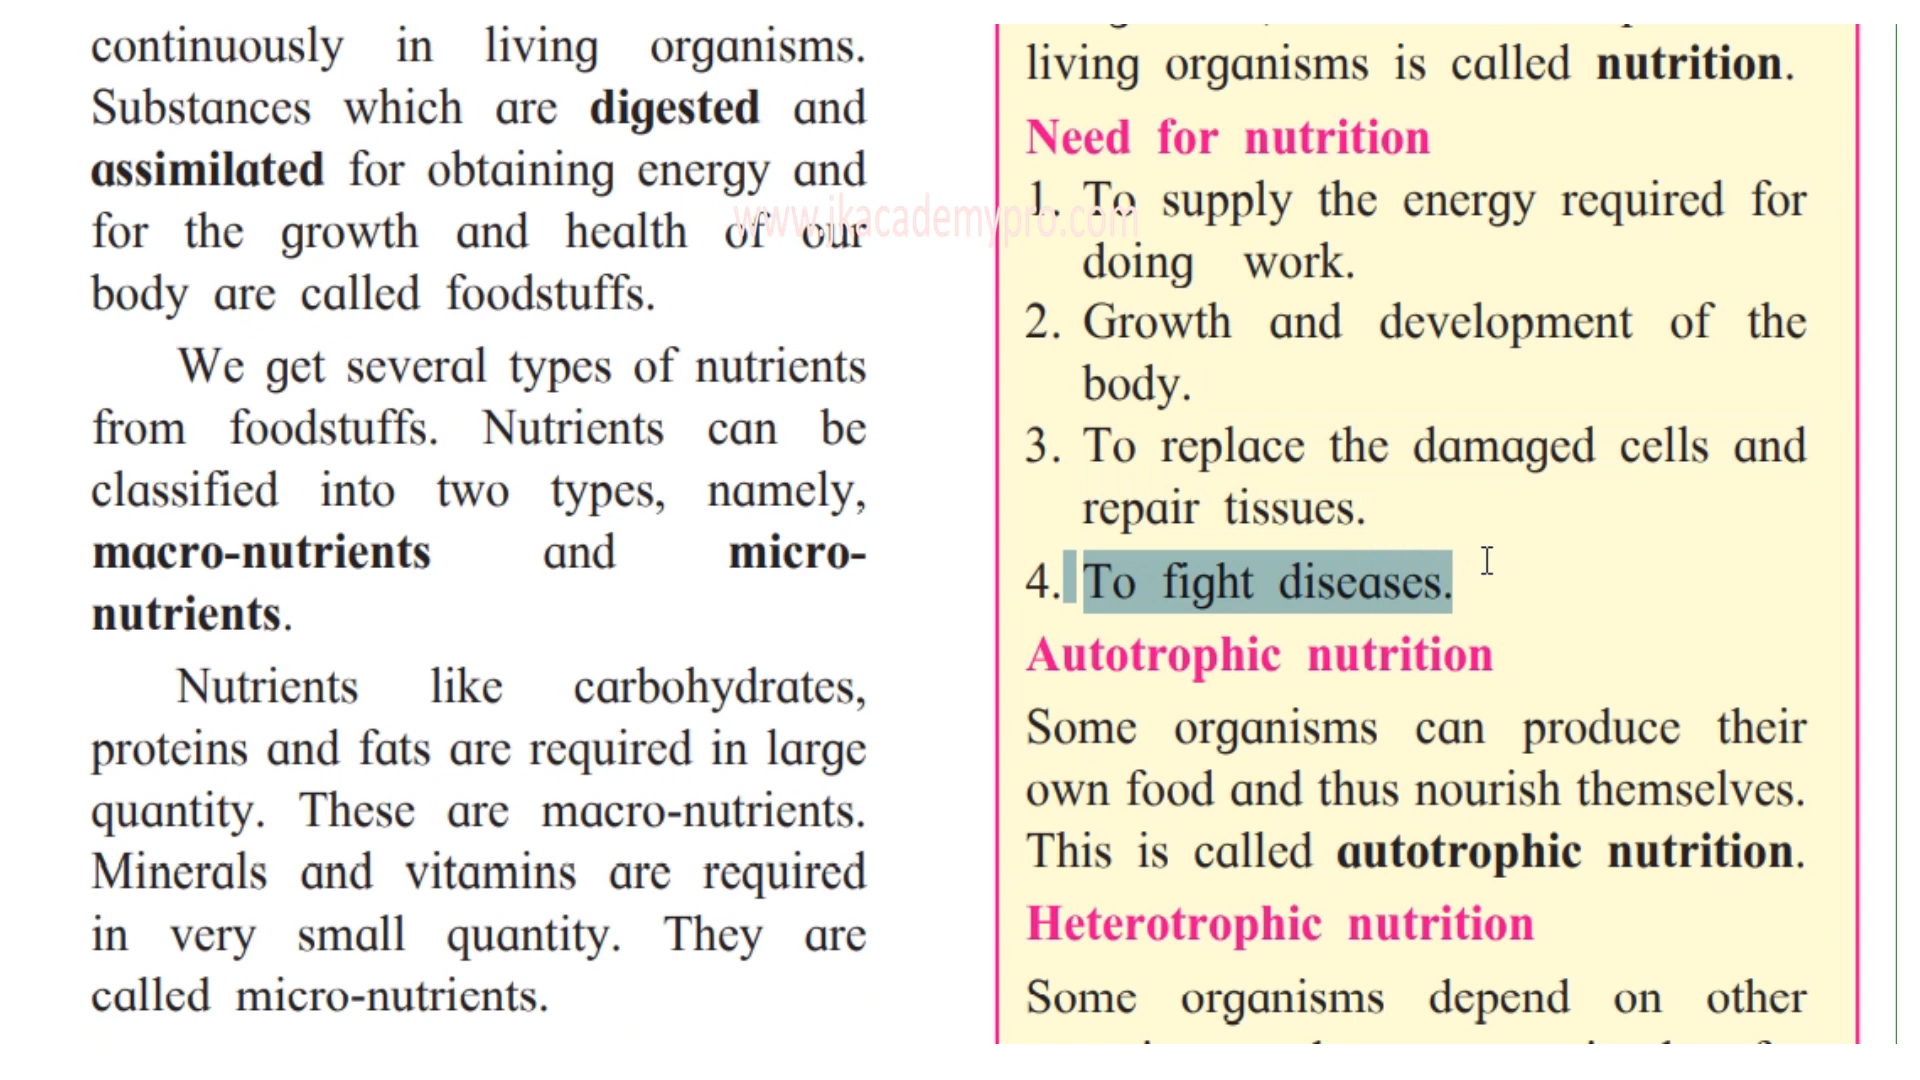 continuously in living organisms.
Substances which are digested and
assimilated for obtaining energy and
for the growth and health of our
body are called foodstuffs.
We get several types of nutrients
from foodstuffs. Nutrients can be
classified into two types, namely,
macro-nutrients and micro-
nutrients.
Nutrients like carbohydrates,
proteins and fats are required in large
quantity. These are macro-nutrients.
Minerals and vitamins are required
in very small quantity. They are
called micro-nutrients.
www.jkacademypro.com
living organisms is called nutrition.
Need for nutrition
1. To supply the energy required for
doing work.
2. Growth and development of the
body.
3. To replace the damaged cells and
repair tissues.
4. To fight diseases.
Autotrophic nutrition
Some organisms can produce their
own food and thus nourish themselves.
This is called autotrophic nutrition.
Heterotrophic nutrition
Some organisms depend on other